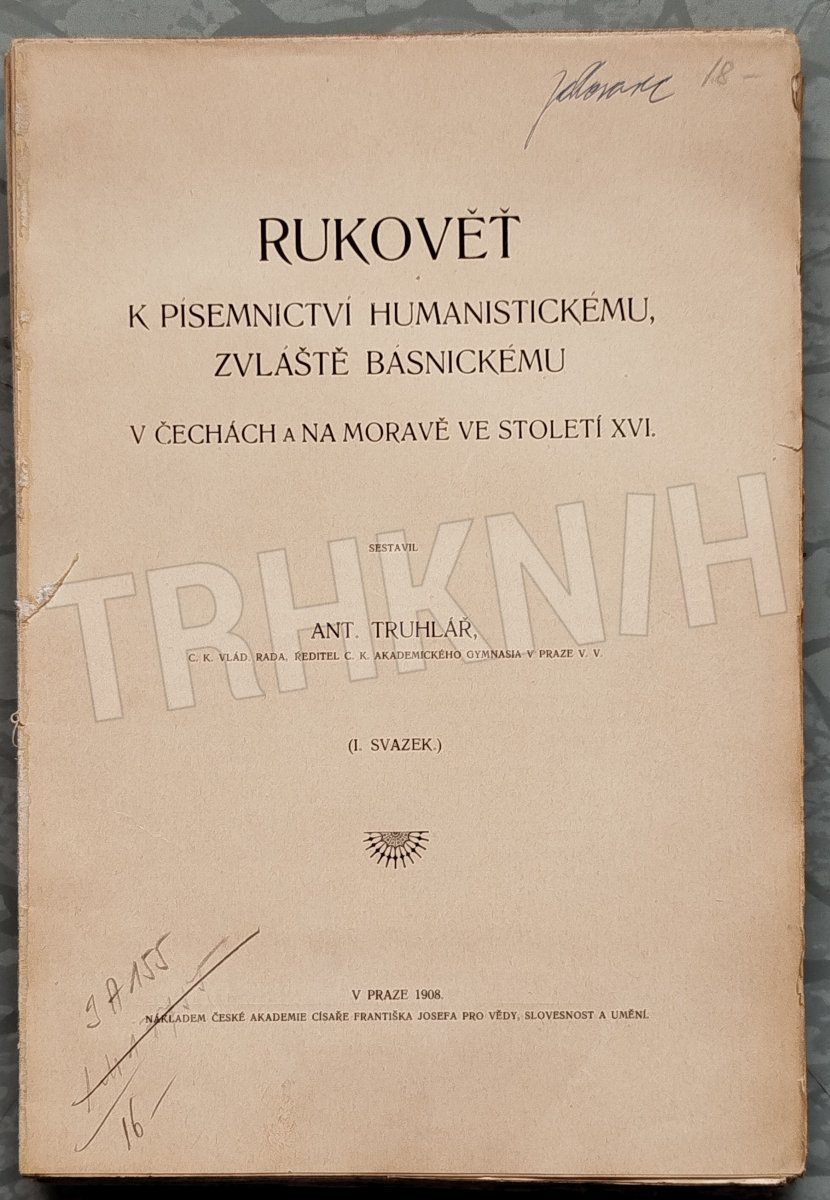 18 –
RUKOVĚŤ
K PÍSEMNICTVÍ HUMANISTICKÉMU,
ZVLÁŠTĚ BÁSNICKÉMU
V ČECHÁCH A NA MORAVĚ VE STOLETÍ XVI.
SESTAVIL
ANT. TRUHLÁŘ,
C. K. VLÁD. RADA, ŘEDITEL C. K. AKADEMICKÉHO GYMNASIA V PRAZE V. V.
TRHKNIH
(I. SVAZEK.)
V PRAZE 1908.
NÁKLADEM ČESKÉ AKADEMIE CÍSAŘE FRANTIŠKA JOSEFA PRO VĚDY, SLOVESNOST A UMĚNÍ.
A 155
16 –